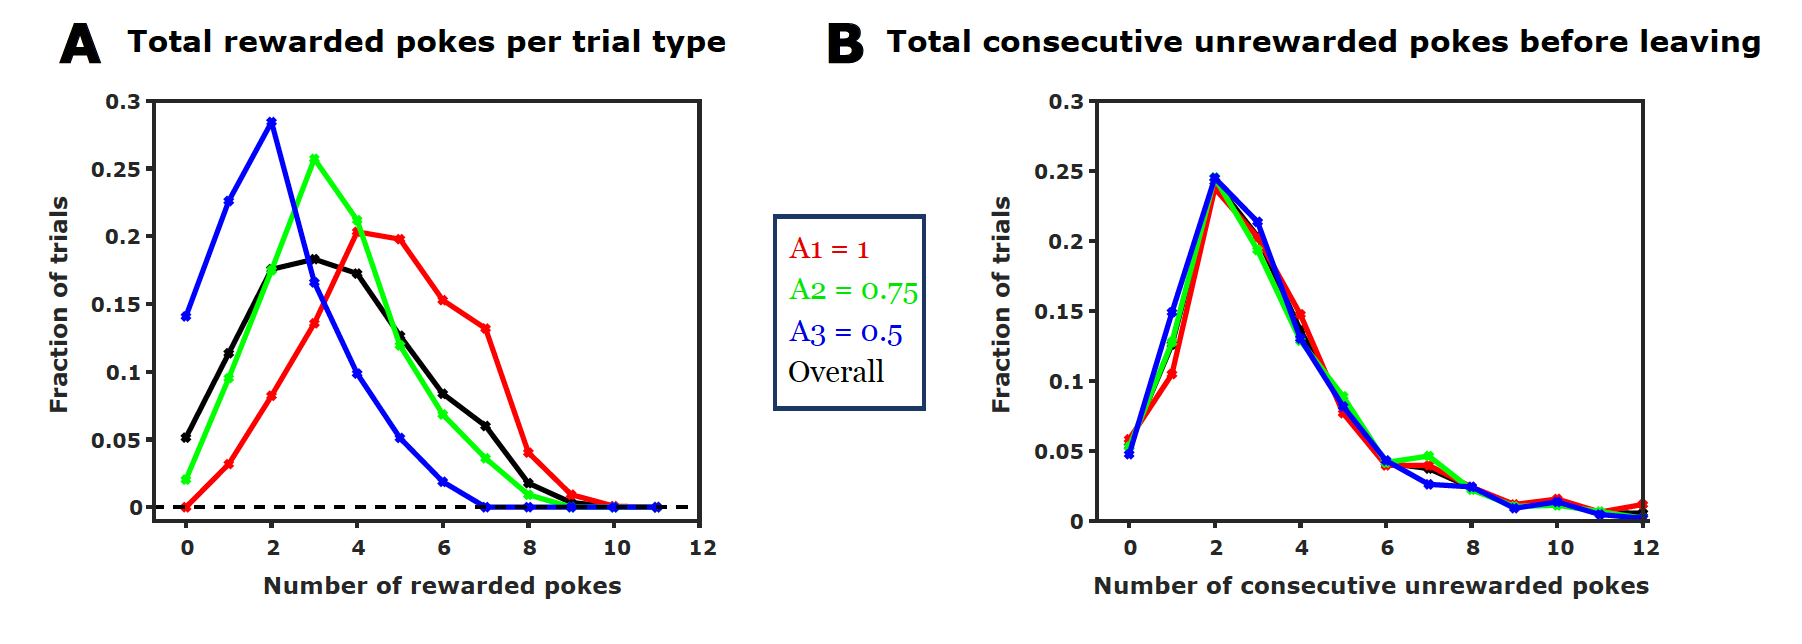 A Total rewarded pokes per trial type
0.3
0.25
0.2
0.15
0.1
0.05
0
Fraction of trials
0 2 4 6 8 10 12
Number of rewarded pokes
A1 = 1
A2 = 0.75
A3 = 0.5
Overall
B Total consecutive unrewarded pokes before leaving
0.3
0.25
0.2
0.15
0.1
0.05
0
Fraction of trials
0 2 4 6 8 10 12
Number of consecutive unrewarded pokes